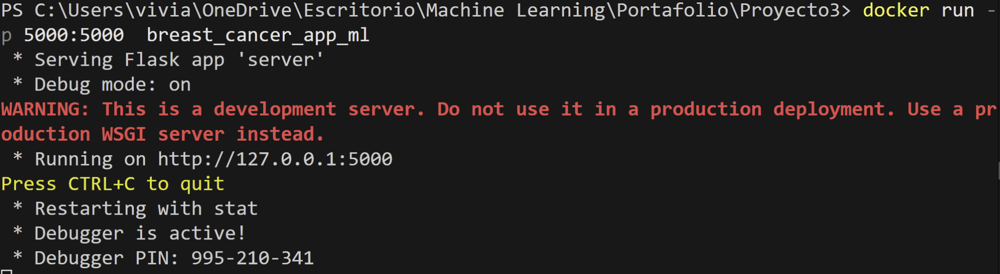 PS C:\Users\vivia\OneDrive\Escritorio\Machine Learning\Portafolio\Proyecto3> docker run -
p 5000:5000  breast_cancer_app_ml
 * Serving Flask app 'server'
 * Debug mode: on
WARNING: This is a development server. Do not use it in a production deployment. Use a pr
oduction WSGI server instead.
 * Running on http://127.0.0.1:5000
Press CTRL+C to quit
 * Restarting with stat
 * Debugger is active!
 * Debugger PIN: 995-210-341